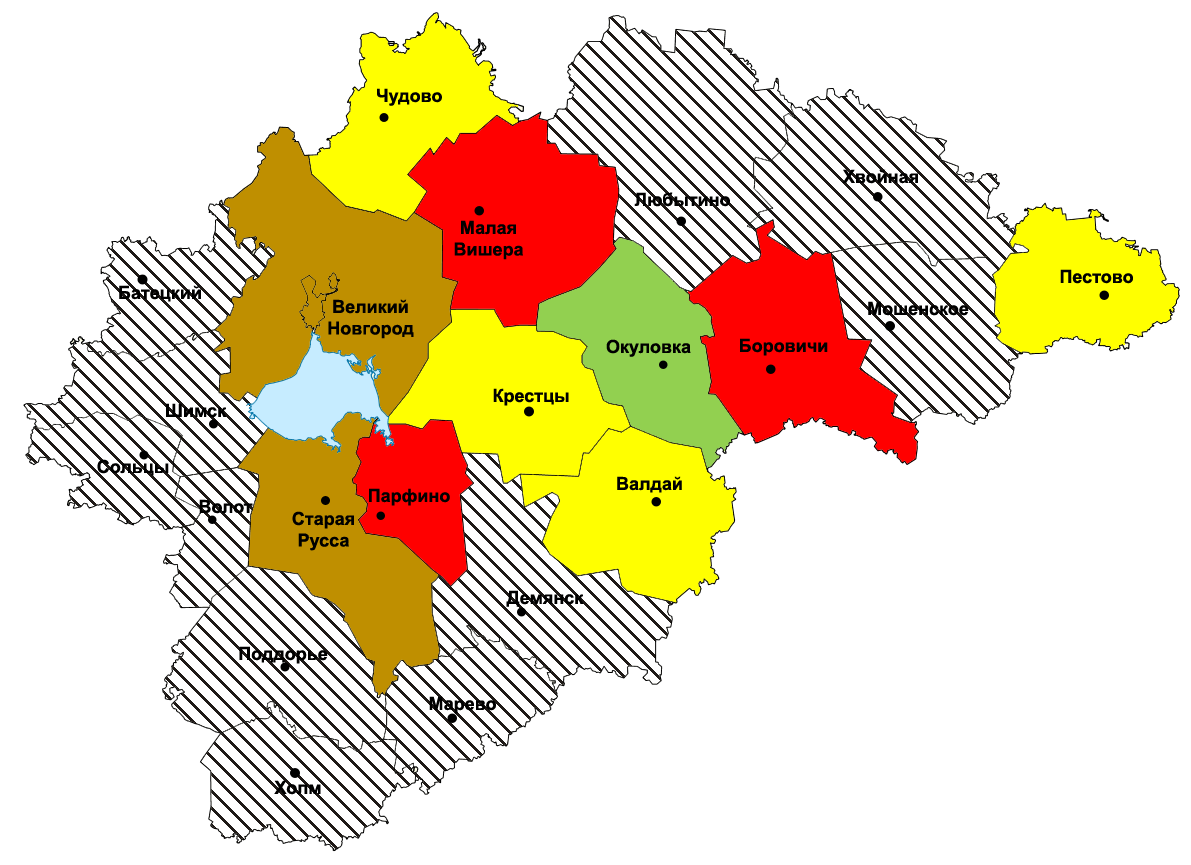 Чудово
Хвойная
Любытино
Малая
Вишера
Пестово
Батецкий
Великий
Новгород
Мошенское
Окуловка
Боровичи
Крестцы
Шимск
Сольцы
Валдай
Парфино
Волот
Старая
Русса
Демянск
Поддорье
Марево
Холм